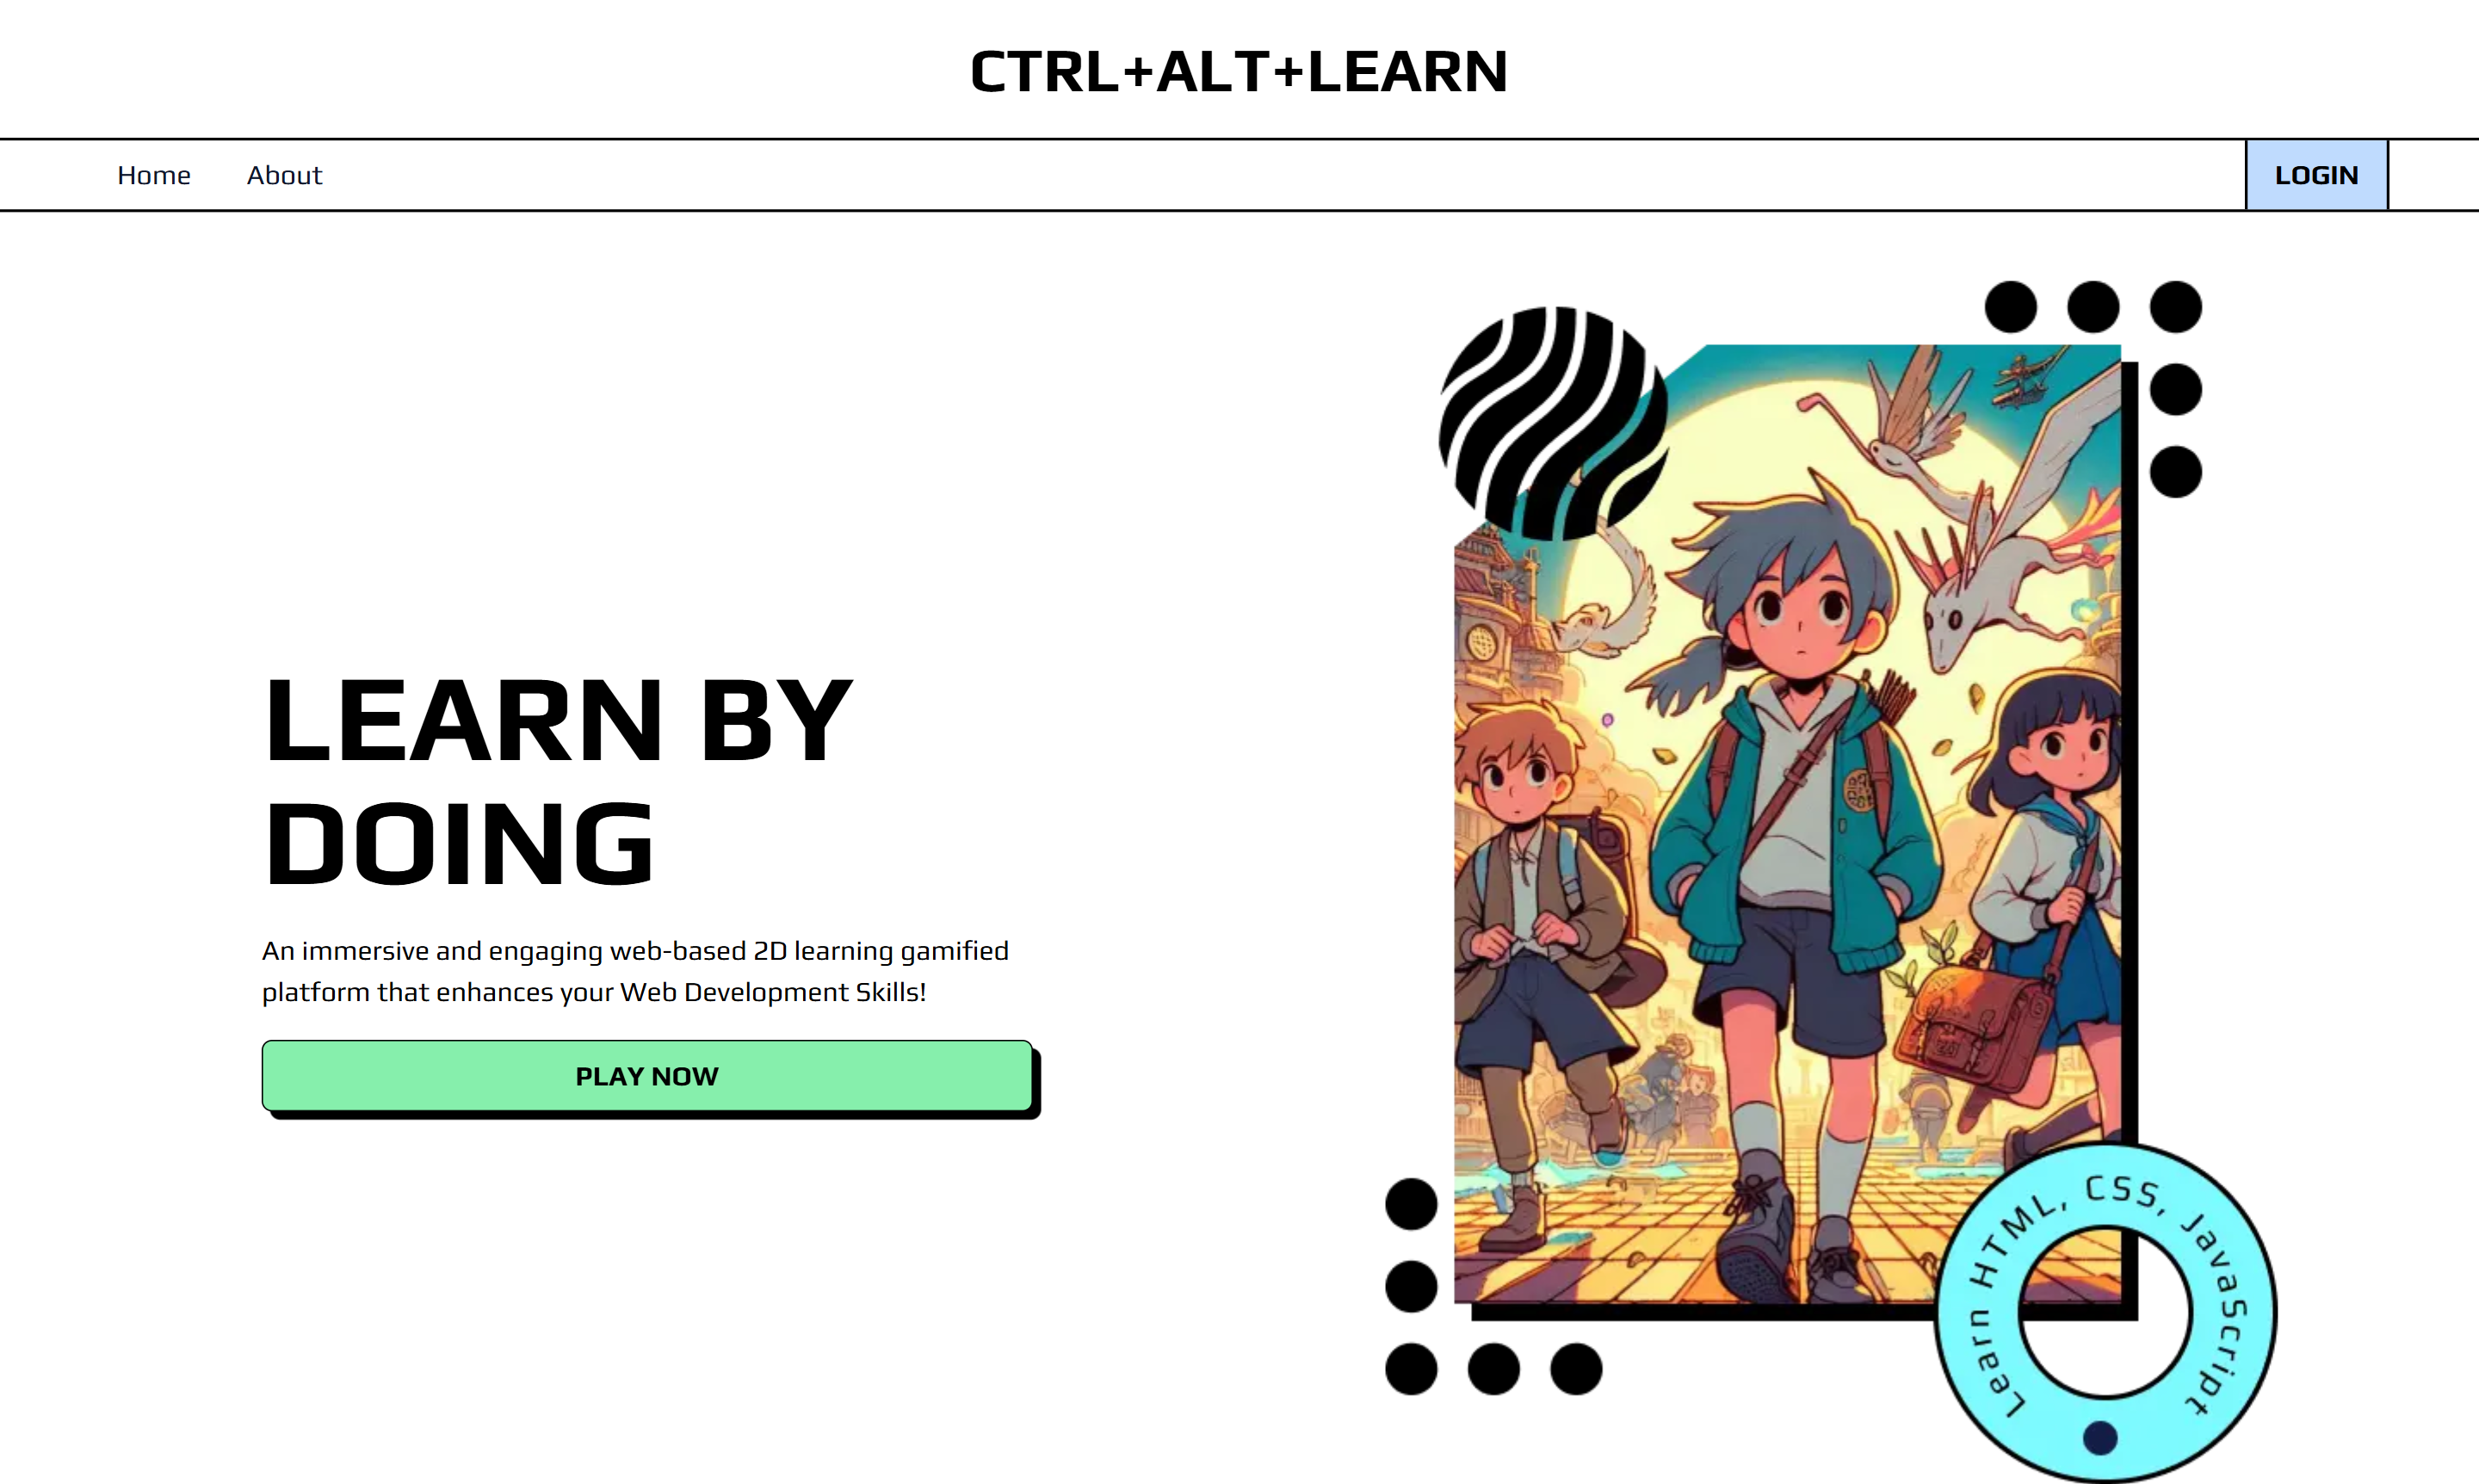 CTRL+ALT+LEARN
Home
About
LOGIN
LEARN BY
DOING
An immersive and engaging web-based 2D learning gamified
platform that enhances your Web Development Skills!
PLAY NOW
Learn HTML, CSS, JavaScript